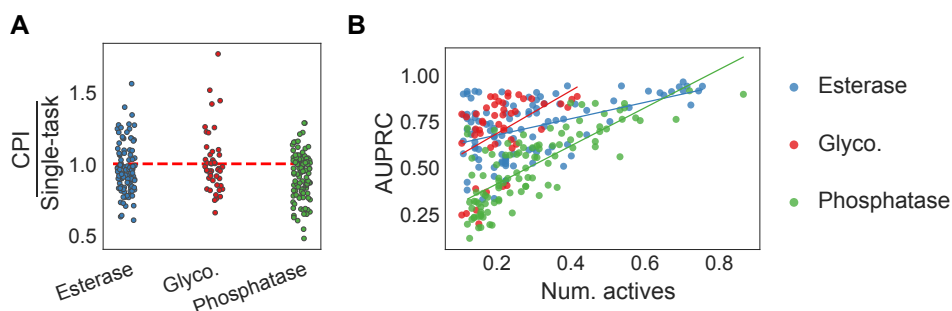 A
CPI
Single-task
1.5
1.0
0.5
Esterase
Glyco.
Phosphatase
B
AUPRC
1.00
0.75
0.50
0.25
0.2
0.4
0.6
0.8
Num. actives
Esterase
Glyco.
Phosphatase